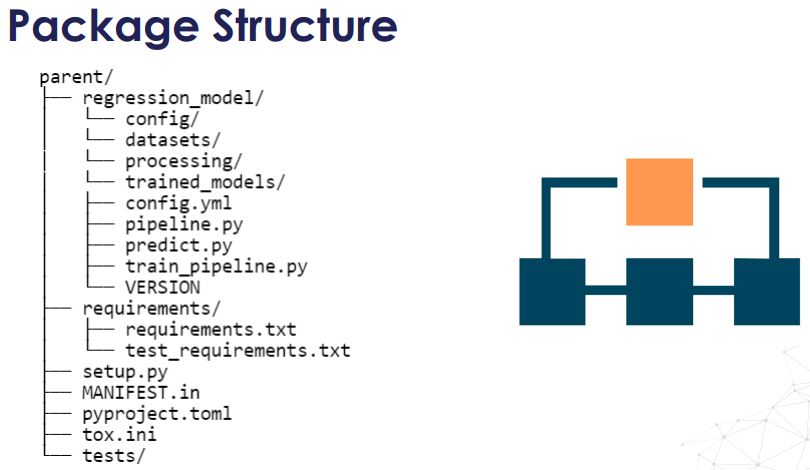 Package Structure
parent/
├── regression_model/
│   └── config/
│   └── datasets/
│   └── processing/
│   └── trained_models/
│   ├── config.yml
│   ├── pipeline.py
│   ├── predict.py
│   ├── train_pipeline.py
│   └── VERSION
├── requirements/
│   ├── requirements.txt
│   └── test_requirements.txt
├── setup.py
├── MANIFEST.in
├── pyproject.toml
├── tox.ini
└── tests/